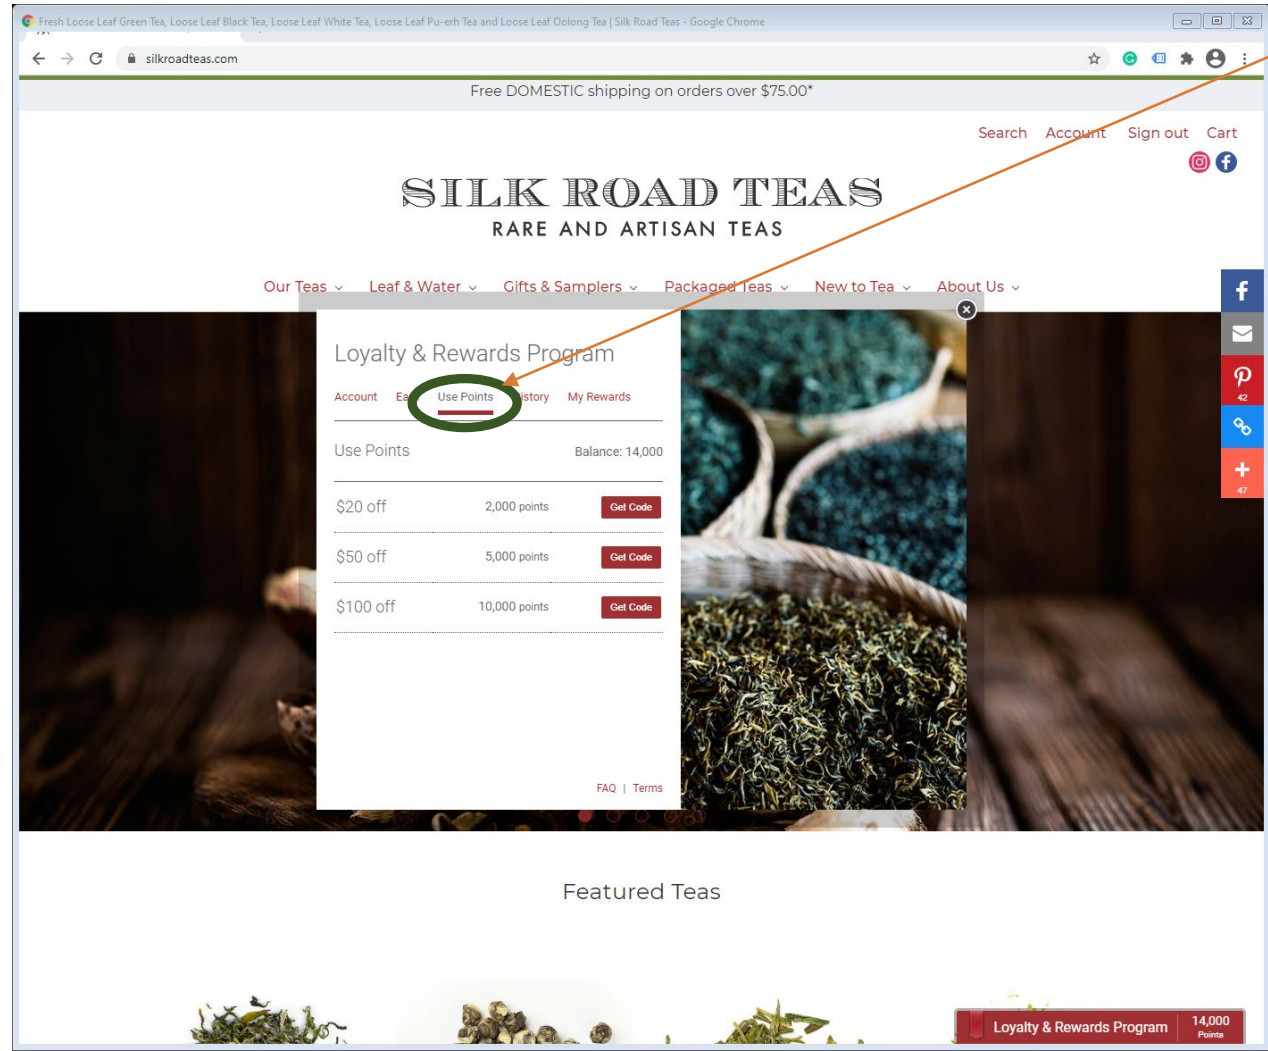 Fresh Loose Leaf Green Tea, Loose Leaf Black Tea, Loose Leaf White Tea, Loose Leaf Pu-erh Tea and Loose Leaf Oolong Tea | Silk Road Teas - Google Chrome
silkroadteas.com
Free DOMESTIC shipping on orders over $75.00*
Search Account Sign out Cart
SILK ROAD TEAS
RARE AND ARTISAN TEAS
Our Teas Leaf & Water Gifts & Samplers Packaged Teas New to Tea About Us
Loyalty & Rewards Program
Account Use Points My Rewards
42
Use Points Balance: 14,000
47
$20 off 2,000 points Get Code
$50 off 5,000 points Get Code
$100 off 10,000 points Get Code
FAQ | Terms
Featured Teas
Loyalty & Rewards Program 14,000
Points